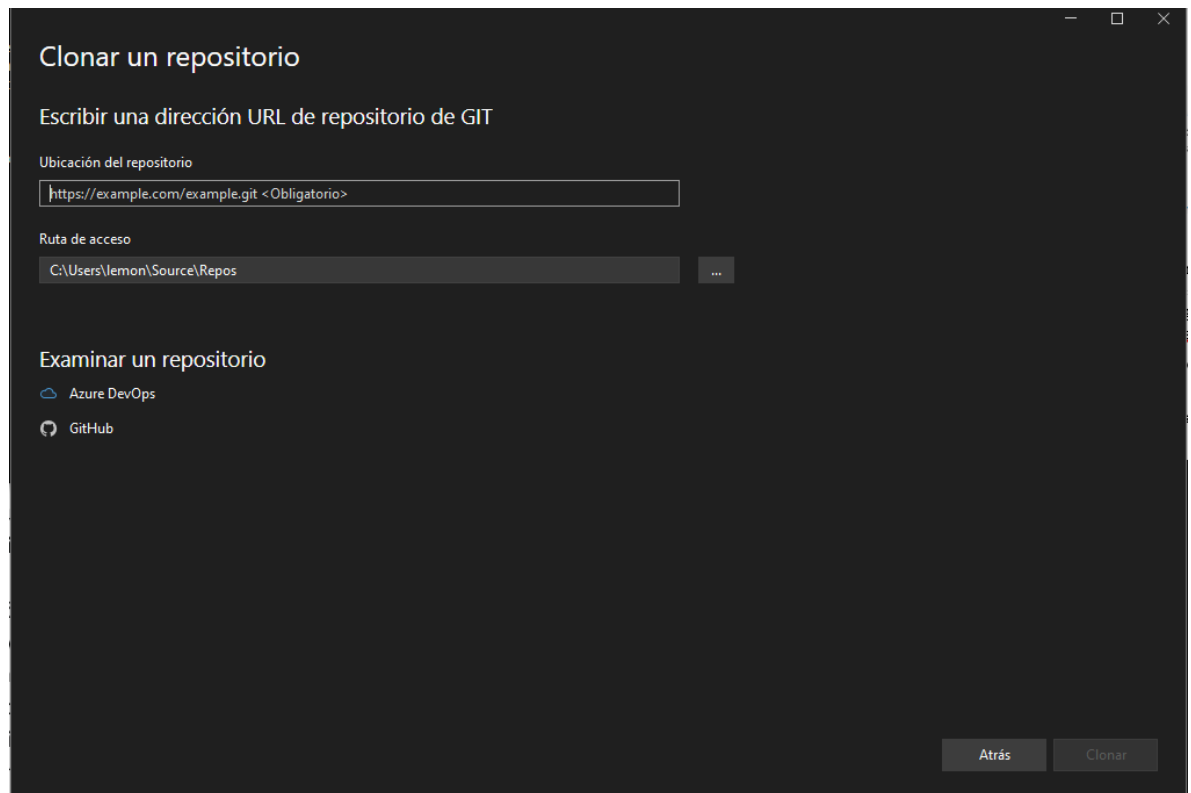 Clonar un repositorio
Escribir una dirección URL de repositorio de GIT
Ubicación del repositorio
https://example.com/example.git <Obligatorio>
Ruta de acceso
C:\Users\lemon\Source\Repos
...
Examinar un repositorio
Azure DevOps
GitHub
Atrás
Clonar